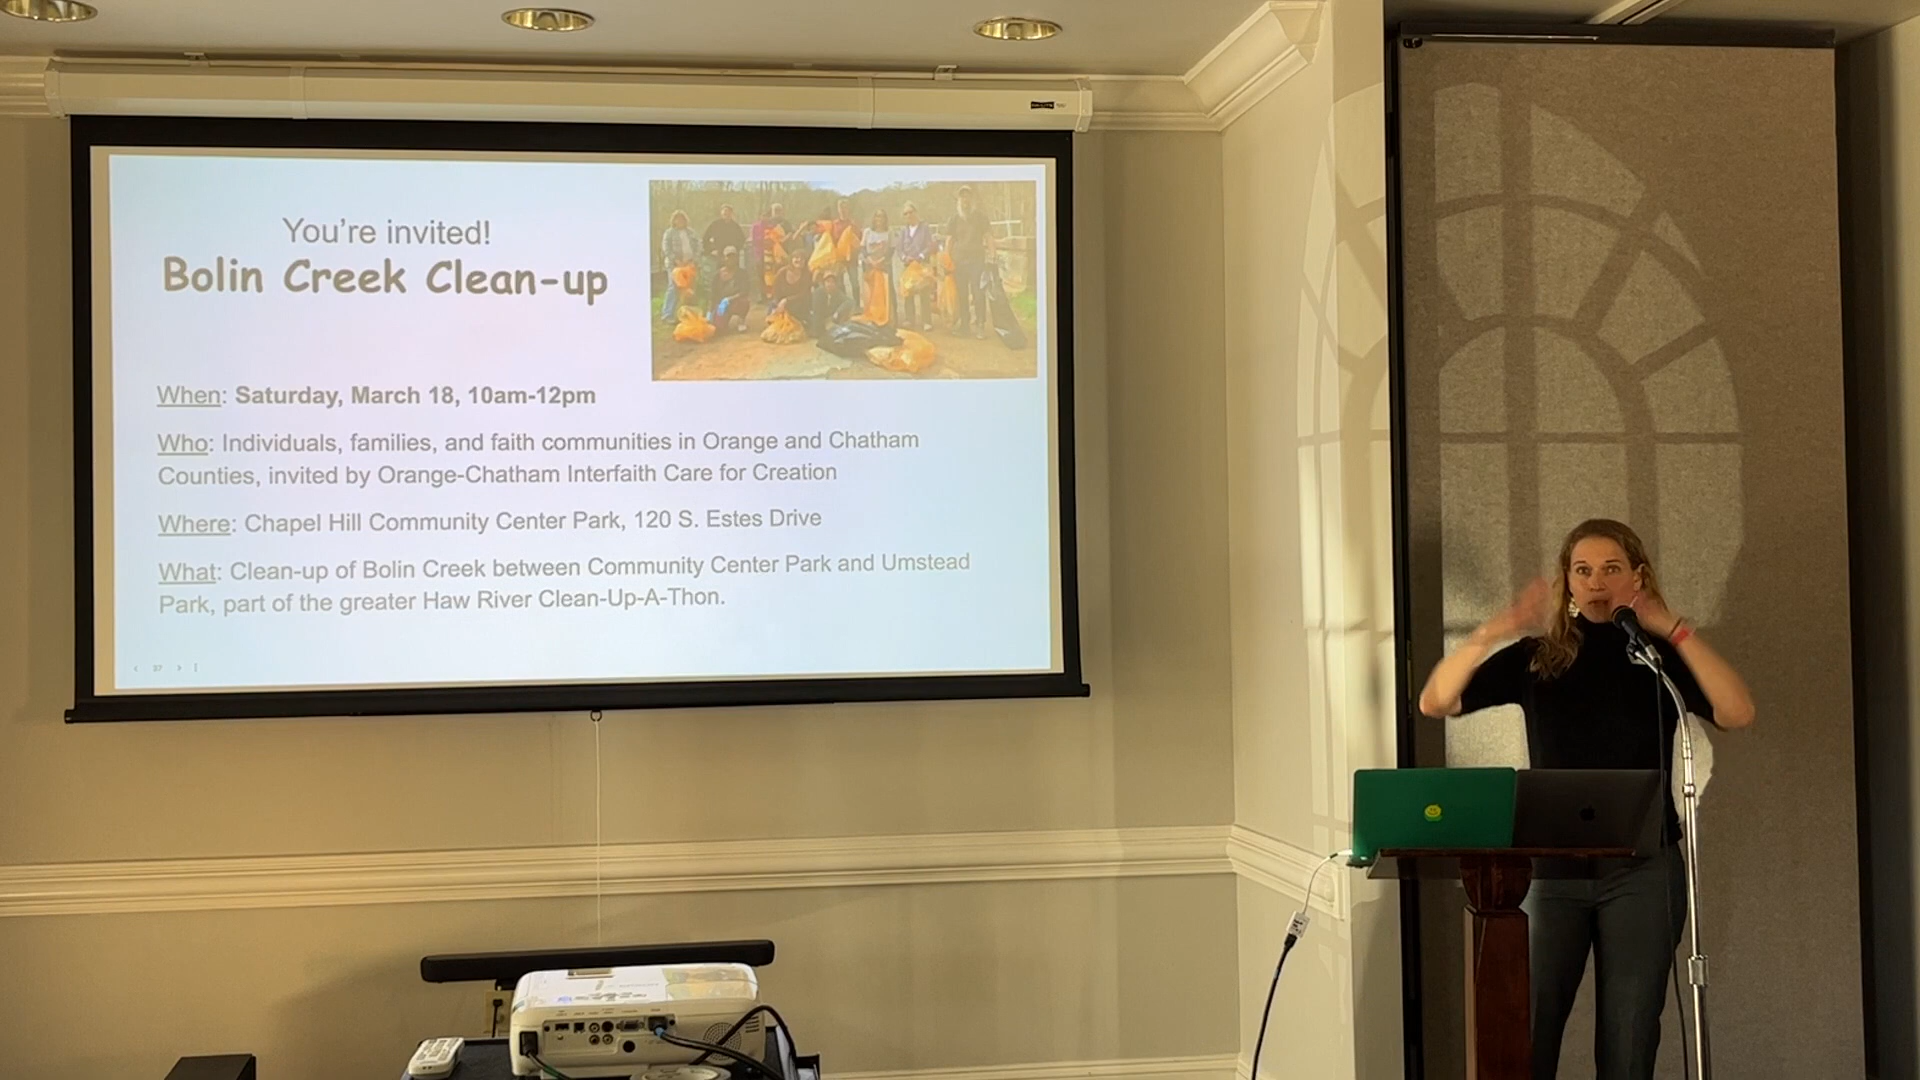 You're invited!
Bolin Creek Clean-up
When: Saturday, March 18, 10am-12pm
Who: Individuals, families, and faith communities in Orange and Chatham
Counties, invited by Orange-Chatham Interfaith Care for Creation
Where: Chapel Hill Community Center Park, 120 S. Estes Drive
What: Clean-up of Bolin Creek between Community Center Park and Umstead
Park, part of the greater Haw River Clean-Up-A-Thon.
37